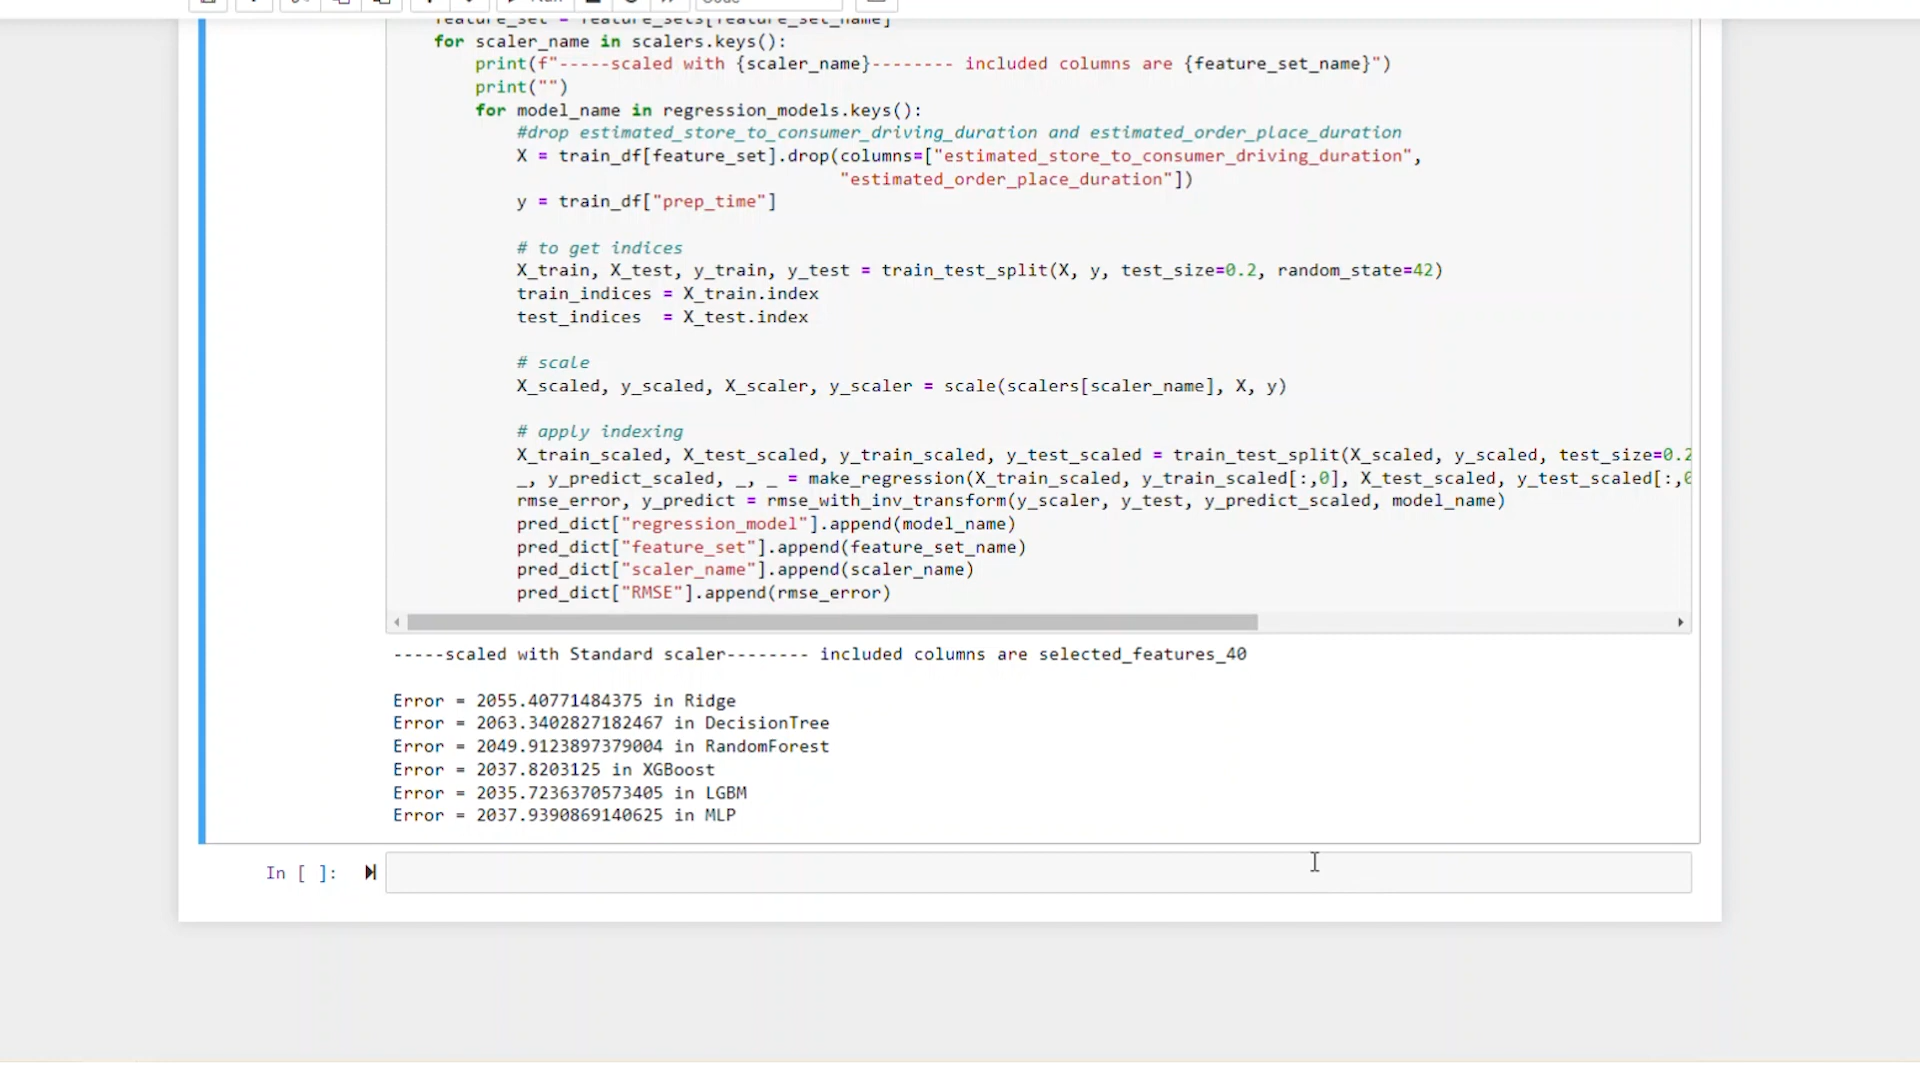 feature_set = feature_sets[feature_set_name]
for scaler_name in scalers.keys():
print(f"-----scaled with {scaler_name}-------- included columns are {feature_set_name}")
print("")
for model_name in regression_models.keys():
#drop estimated_store_to_consumer_driving_duration and estimated_order_place_duration
X = train_df[feature_set].drop(columns=["estimated_store_to_consumer_driving_duration",
"estimated_order_place_duration"])
y = train_df["prep_time"]
# to get indices
X_train, X_test, y_train, y_test = train_test_split(X, y, test_size=0.2, random_state=42)
train_indices = X_train.index
test_indices  = X_test.index
# scale
X_scaled, y_scaled, X_scaler, y_scaler = scale(scalers[scaler_name], X, y)
# apply indexing
X_train_scaled, X_test_scaled, y_train_scaled, y_test_scaled = train_test_split(X_scaled, y_scaled, test_size=0.2
_, y_predict_scaled, _, _ = make_regression(X_train_scaled, y_train_scaled[:,0], X_test_scaled, y_test_scaled[:,0
rmse_error, y_predict = rmse_with_inv_transform(y_scaler, y_test, y_predict_scaled, model_name)
pred_dict["regression_model"].append(model_name)
pred_dict["feature_set"].append(feature_set_name)
pred_dict["scaler_name"].append(scaler_name)
pred_dict["RMSE"].append(rmse_error)
-----scaled with Standard scaler-------- included columns are selected_features_40
Error = 2055.40771484375 in Ridge
Error = 2063.3402827182467 in DecisionTree
Error = 2049.9123897379004 in RandomForest
Error = 2037.8203125 in XGBoost
Error = 2035.7236370573405 in LGBM
Error = 2037.9390869140625 in MLP
In [ ]: